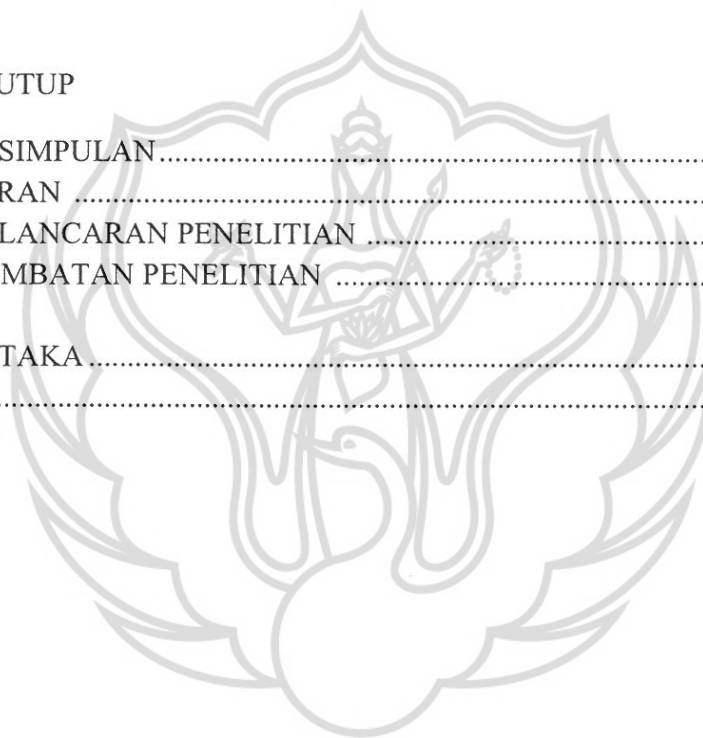 UTUP
SIMPULAN................................................................................................
RAN ................................................................................................
LANCARAN PENELITIAN ................................................................
MBATAN PENELITIAN ................................................................
TAKA................................................................................................
................................................................................................